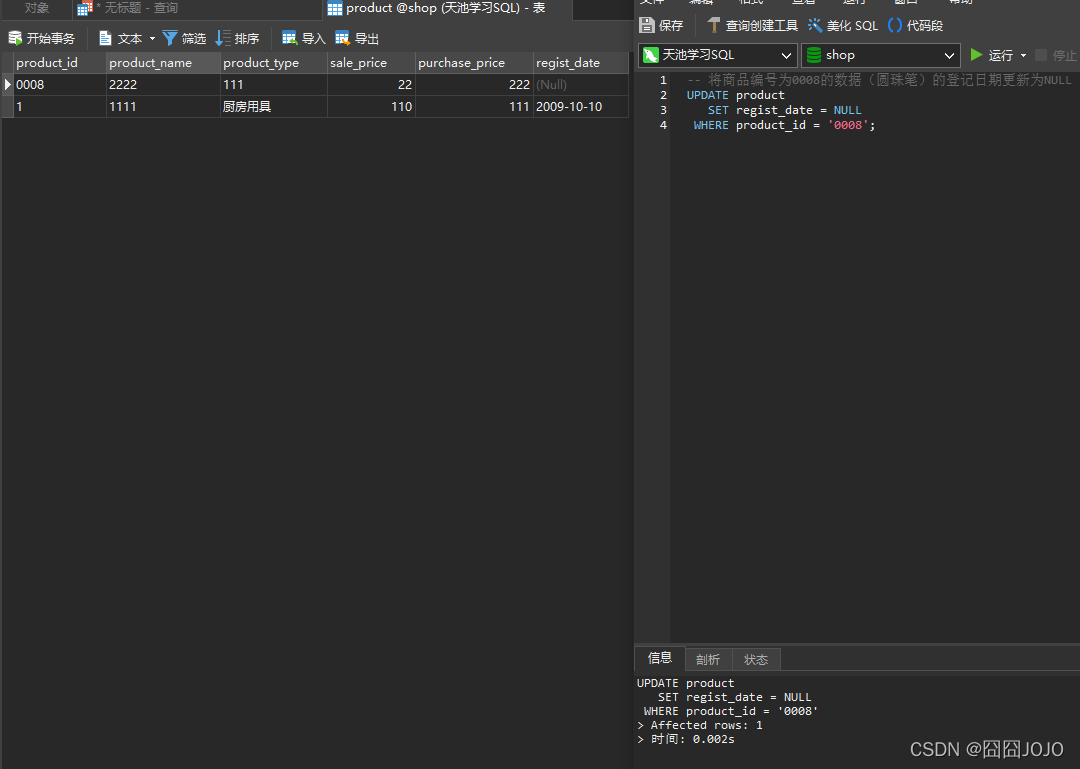 对象 * 无标题 - 查询 product @shop (天池学习SQL) - 表
开始事务 文本 筛选 排序 导入 导出
product_id product_name product_type sale_price purchase_price regist_date
0008 2222 111 22 222 (Null)
1 1111 厨房用具 110 111 2009-10-10
文件 编辑 格式 查看 运行 窗口 帮助
保存 查询创建工具 美化 SQL 代码段
天池学习SQL shop 运行 停止
1 -- 将商品编号为0008的数据（圆珠笔）的登记日期更新为NULL
2 UPDATE product
3 SET regist_date = NULL
4 WHERE product_id = '0008';
信息 剖析 状态
UPDATE product
SET regist_date = NULL
WHERE product_id = '0008'
> Affected rows: 1
> 时间: 0.002s
CSDN @囧囧JOJO